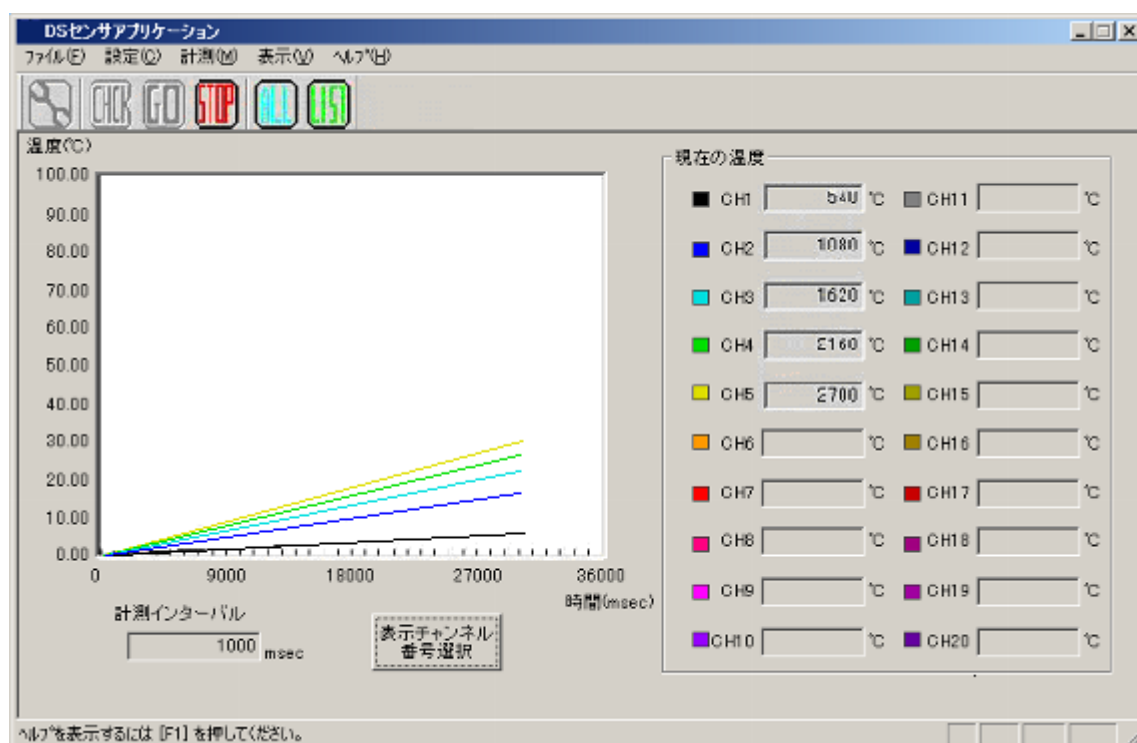 DSセンサアプリケーション
ファイル(F) 設定(C) 計測(M) 表示(V) ヘルプ(H)
CHCK GO STOP ALL LIST
温度(℃)
100.00
90.00
80.00
70.00
60.00
50.00
40.00
30.00
20.00
10.00
0.00
0 9000 18000 27000 36000
時間(msec)
計測インターバル
1000 msec
表示チャンネル
番号選択
現在の温度
CH1 540 ℃ CH11 ℃
CH2 1080 ℃ CH12 ℃
CH3 1620 ℃ CH13 ℃
CH4 2160 ℃ CH14 ℃
CH5 2700 ℃ CH15 ℃
CH6 ℃ CH16 ℃
CH7 ℃ CH17 ℃
CH8 ℃ CH18 ℃
CH9 ℃ CH19 ℃
CH10 ℃ CH20 ℃
ヘルプを表示するには [F1] を押してください。